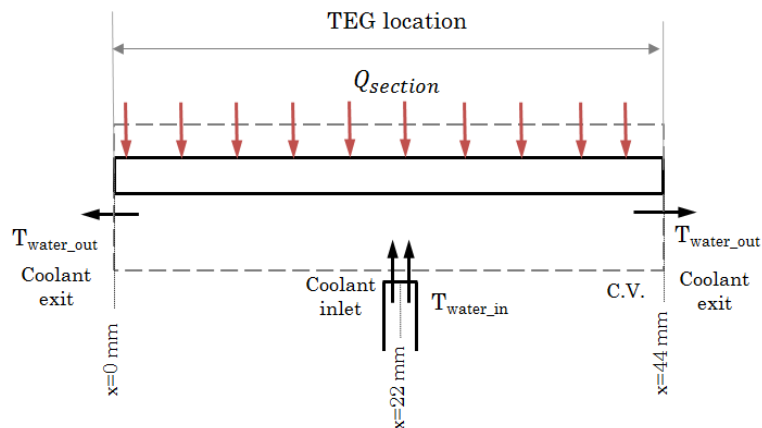 TEG location
Q_section
T_water_out
Coolant
exit
Coolant
inlet
T_water_in
C.V.
T_water_out
Coolant
exit
x=0 mm
x=22 mm
x=44 mm